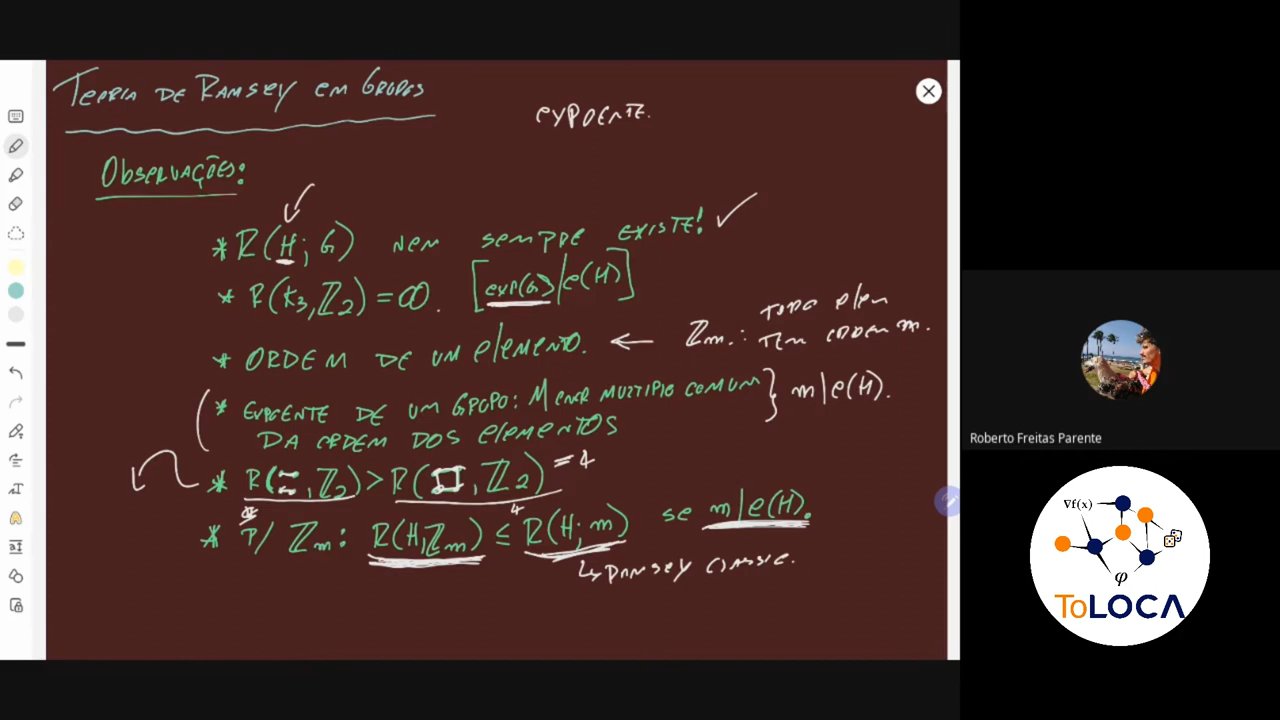 TEORIA DE RAMSEY EM GRUPOS
EXPOENTE.
OBSERVAÇÕES:
* R(H; G) NEM SEMPRE EXISTE! ✓
* R(K₃, ℤ₂) = ∞. [exp(G) | e(H)]
* ORDEM DE UM ELEMENTO. ← ℤm.: TODO elem
TEM ORDEM m.
* EXPOENTE DE UM GRUPO: MENOR MULTIPLO COMUM } m | e(H).
DA ORDEM DOS ELEMENTOS
* R( , ℤ₂) > R(□, ℤ₂) = 4
* P/ ℤm: R(H, ℤm) ≤ R(H; m) se m | e(H).
↳ RAMSEY
Roberto Freitas Parente
∇f(x)
φ
ToLOCA